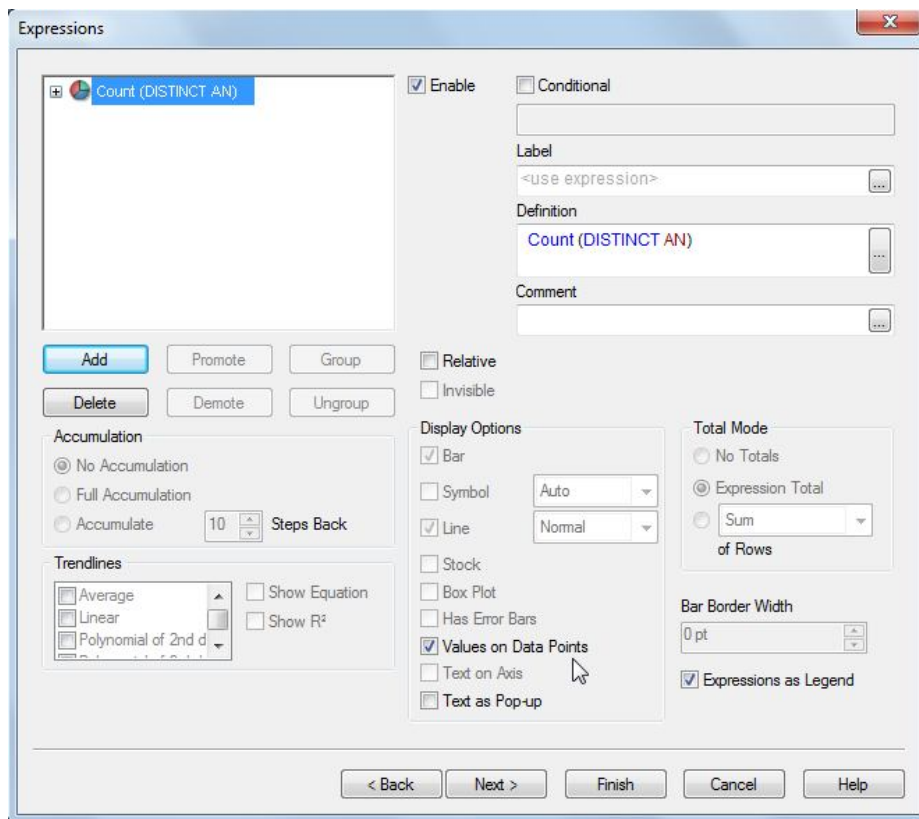 Expressions
Count (DISTINCT AN)
Enable
Conditional
Label
<use expression>
...
Definition
Count (DISTINCT AN)
...
Comment
...
Add
Promote
Group
Delete
Demote
Ungroup
Relative
Invisible
Accumulation
No Accumulation
Full Accumulation
Accumulate
10
Steps Back
Trendlines
Average
Linear
Polynomial of 2nd d
Show Equation
Show R²
Display Options
Bar
Symbol
Auto
Line
Normal
Stock
Box Plot
Has Error Bars
Values on Data Points
Text on Axis
Text as Pop-up
Total Mode
No Totals
Expression Total
Sum
of Rows
Bar Border Width
0 pt
Expressions as Legend
< Back
Next >
Finish
Cancel
Help